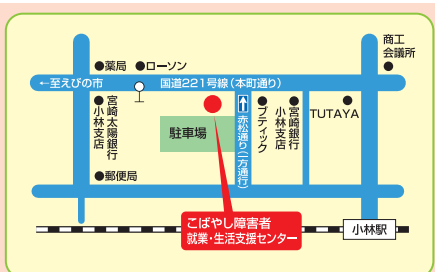 商工
会議所
●薬局 ●ローソン
←至えびの市 国道221号線(本町通り)
宮崎太陽銀行
小林支店
駐車場
赤松通り(一方通行)
ブティック
宮崎銀行
小林支店
TUTAYA
●郵便局
こばやし障害者
就業・生活支援センター
小林駅